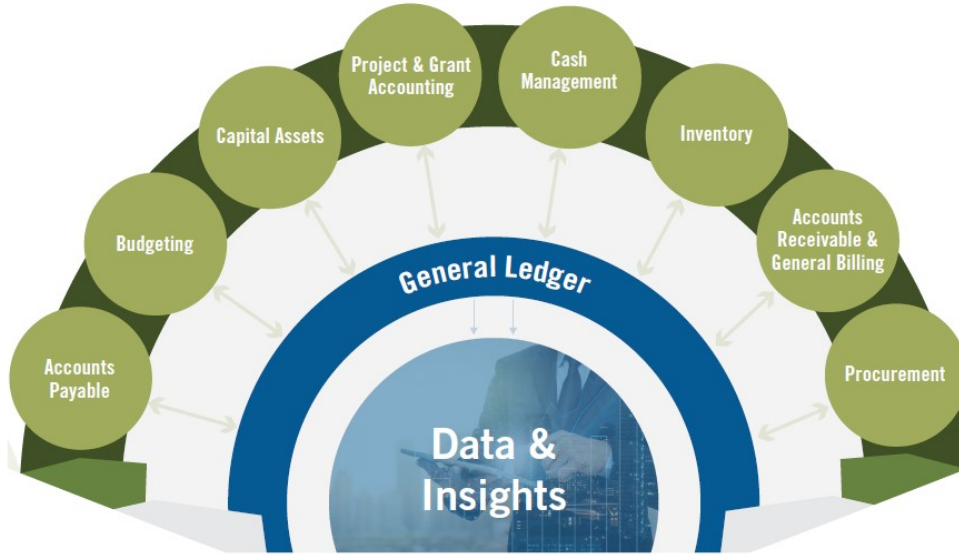 Project & Grant
Accounting
Cash
Management
Capital Assets
Inventory
Budgeting
Accounts
Receivable &
General Billing
General Ledger
Accounts
Payable
Procurement
Data &
Insights